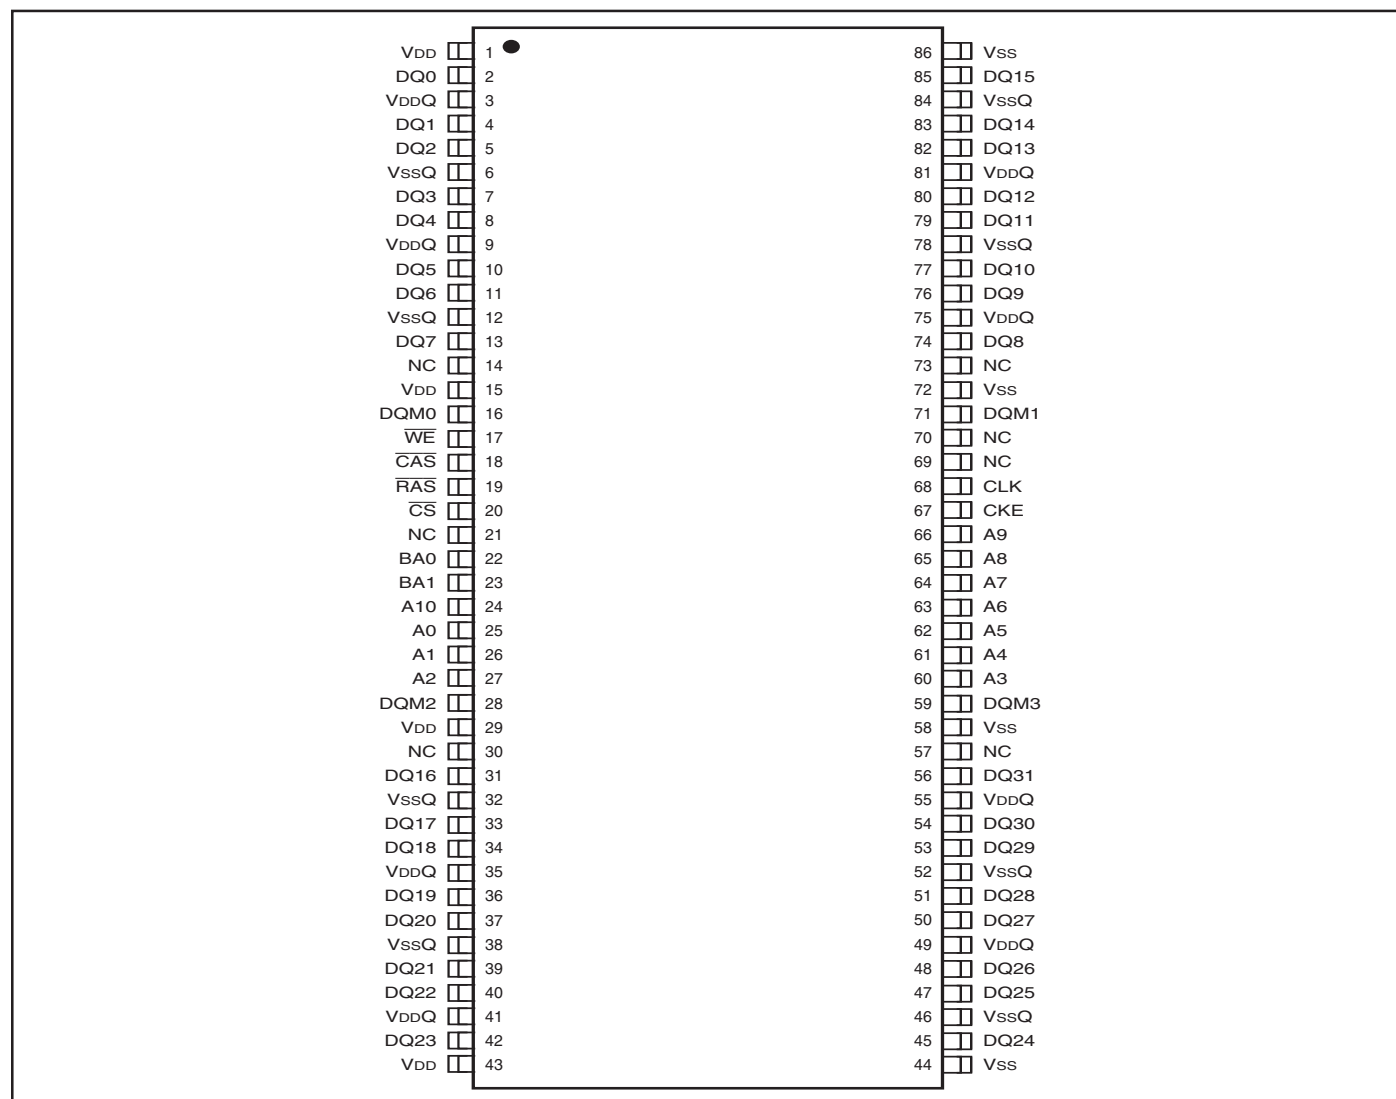 VDD 1 86 VSS
DQ0 2 85 DQ15
VDDQ 3 84 VSSQ
DQ1 4 83 DQ14
DQ2 5 82 DQ13
VSSQ 6 81 VDDQ
DQ3 7 80 DQ12
DQ4 8 79 DQ11
VDDQ 9 78 VSSQ
DQ5 10 77 DQ10
DQ6 11 76 DQ9
VSSQ 12 75 VDDQ
DQ7 13 74 DQ8
NC 14 73 NC
VDD 15 72 VSS
DQM0 16 71 DQM1
W̅E̅ 17 70 NC
C̅A̅S̅ 18 69 NC
R̅A̅S̅ 19 68 CLK
C̅S̅ 20 67 CKE
NC 21 66 A9
BA0 22 65 A8
BA1 23 64 A7
A10 24 63 A6
A0 25 62 A5
A1 26 61 A4
A2 27 60 A3
DQM2 28 59 DQM3
VDD 29 58 VSS
NC 30 57 NC
DQ16 31 56 DQ31
VSSQ 32 55 VDDQ
DQ17 33 54 DQ30
DQ18 34 53 DQ29
VDDQ 35 52 VSSQ
DQ19 36 51 DQ28
DQ20 37 50 DQ27
VSSQ 38 49 VDDQ
DQ21 39 48 DQ26
DQ22 40 47 DQ25
VDDQ 41 46 VSSQ
DQ23 42 45 DQ24
VDD 43 44 VSS